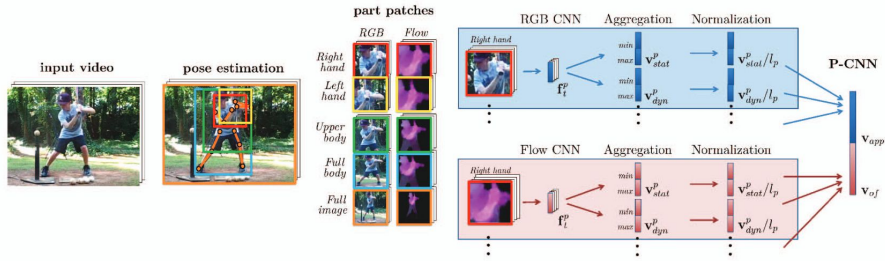 input video
pose estimation
part patches
RGB Flow
Right
hand
Left
hand
Upper
body
Full
body
Full
image
RGB CNN Aggregation Normalization
Right hand
f_t^p
min
max
v_stat^p
v_stat^p/l_p
min
max
v_dyn^p
v_dyn^p/l_p
Flow CNN Aggregation Normalization
Right hand
f_t^p
min
max
v_stat^p
v_stat^p/l_p
min
max
v_dyn^p
v_dyn^p/l_p
P-CNN
v_app
v_of